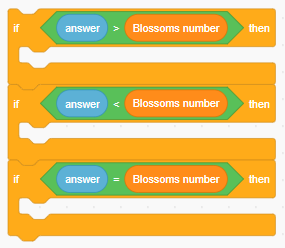 if answer > Blossoms number then
if answer < Blossoms number then
if answer = Blossoms number then